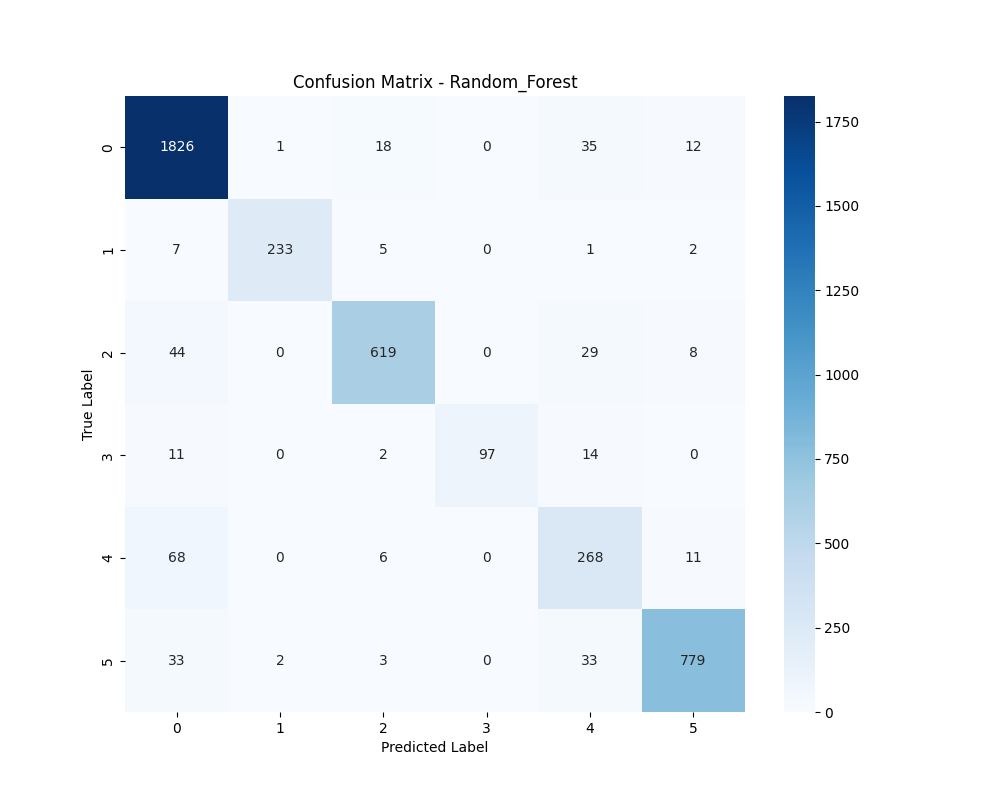 Confusion Matrix - Random_Forest
0 1826 1 18 0 35 12
1 7 233 5 0 1 2
2 44 0 619 0 29 8
3 11 0 2 97 14 0
4 68 0 6 0 268 11
5 33 2 3 0 33 779
0 1 2 3 4 5
Predicted Label
True Label
1750
1500
1250
1000
750
500
250
0